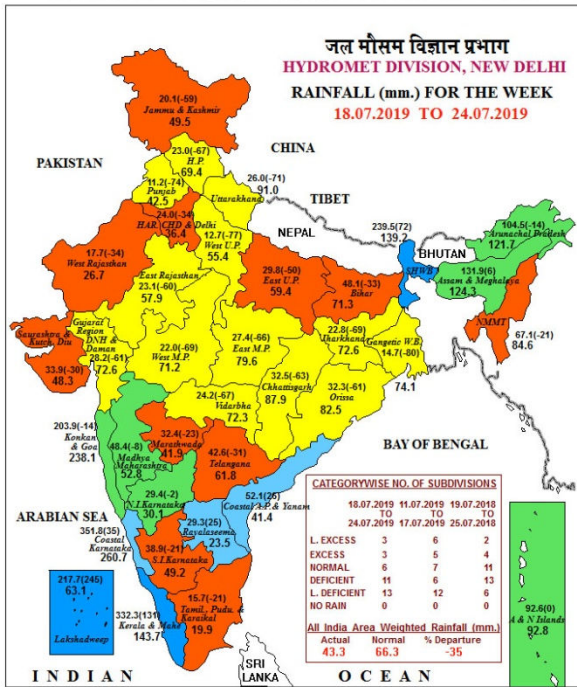 जल मौसम विज्ञान प्रभाग
HYDROMET DIVISION, NEW DELHI
RAINFALL (mm.) FOR THE WEEK
18.07.2019 TO 24.07.2019
20.1(-59)
Jammu & Kashmir
49.5
CHINA
PAKISTAN
23.0(-67)
H.P.
69.4
11.2(-74)
Punjab
42.5
26.0(-71)
91.0
Uttarakhand
TIBET
24.0(-34)
HAR. CHD & Delhi
36.4
12.7(-77)
West U.P.
55.4
NEPAL
239.5(72)
139.2
BHUTAN
SHWB
104.5(-14)
Arunachal Pradesh
121.7
131.9(6)
Assam & Meghalaya
124.3
17.7(-34)
West Rajasthan
26.7
East Rajasthan
23.1(-60)
57.9
29.8(-50)
East U.P.
59.4
48.1(-33)
Bihar
71.3
NMMT
67.1(-21)
84.6
Saurashtra &
Kutch, Diu
33.9(-30)
48.3
Gujarat
Region
DNH &
Daman
28.2(-61)
72.6
22.0(-69)
West M.P.
71.2
27.4(-66)
East M.P.
79.6
22.8(-69)
Jharkhand
72.6
Gangetic W.B
14.7(-80)
74.1
32.5(-63)
Chhattisgarh
87.9
32.3(-61)
Orissa
82.5
24.2(-67)
Vidarbha
72.3
203.9(-14)
Konkan
& Goa
238.1
48.4(-8)
Madhya
Maharashtra
52.8
32.4(-23)
Marathwada
41.9
42.6(-31)
Telangana
61.8
BAY OF BENGAL
29.4(-2)
N.I.Karnataka
30.1
52.1(26)
Coastal A.P. & Yanam
41.4
29.3(25)
Rayalaseema
23.5
ARABIAN SEA
351.8(35)
Coastal
Karnataka
260.7
38.9(-21)
S.I.Karnataka
49.2
217.7(245)
63.1
Lakshadweep
332.3(131)
Kerala & Mahe
143.7
15.7(-21)
Tamil, Pudu. &
Karaikal
19.9
CATEGORYWISE NO. OF SUBDIVISIONS
18.07.2019 11.07.2019 19.07.2018
TO TO TO
24.07.2019 17.07.2019 25.07.2018
L. EXCESS 3 6 2
EXCESS 3 5 4
NORMAL 6 7 11
DEFICIENT 11 6 13
L. DEFICIENT 13 12 6
NO RAIN 0 0 0
All India Area Weighted Rainfall (mm.)
Actual Normal % Departure
43.3 66.3 -35
92.6(0)
A & N Islands
92.8
SRI
LANKA
INDIAN OCEAN